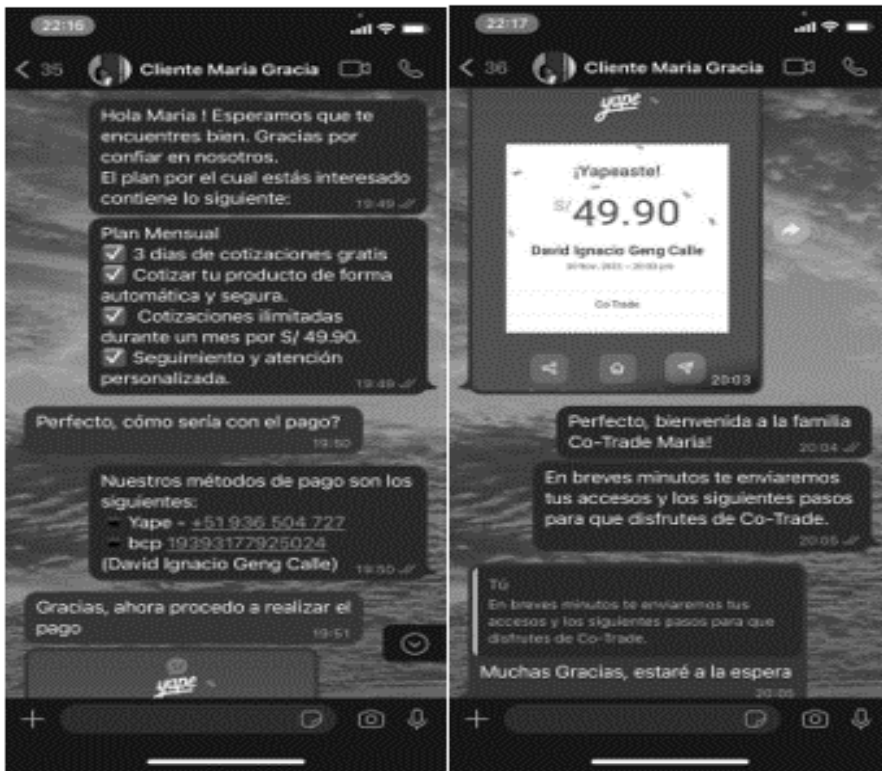 22:16
35
Cliente Maria Gracia
Hola Maria ! Esperamos que te
encuentres bien. Gracias por
confiar en nosotros.
El plan por el cual estás interesado
contiene lo siguiente:
19:49
Plan Mensual
3 dias de cotizaciones gratis
Cotizar tu producto de forma
automática y segura.
Cotizaciones ilimitadas
durante un mes por S/ 49.90.
Seguimiento y atención
personalizada.
19:49
Perfecto, cómo sería con el pago?
19:50
Nuestros métodos de pago son los
siguientes:
Yape - +51 936 504 727
bcp 19393177925024
(David Ignacio Geng Calle)
19:50
Gracias, ahora procedo a realizar el
pago
19:51
yape
22:17
36
Cliente Maria Gracia
yape
¡Yapeaste!
S/ 49.90
David Ignacio Geng Calle
Co-Trade
20:03
Perfecto, bienvenida a la familia
Co-Trade Maria!
20:04
En breves minutos te enviaremos
tus accesos y los siguientes pasos
para que disfrutes de Co-Trade.
20:05
Tú
En breves minutos te enviaremos tus
accesos y los siguientes pasos para que
disfrutes de Co-Trade.
Muchas Gracias, estaré a la espera
20:05